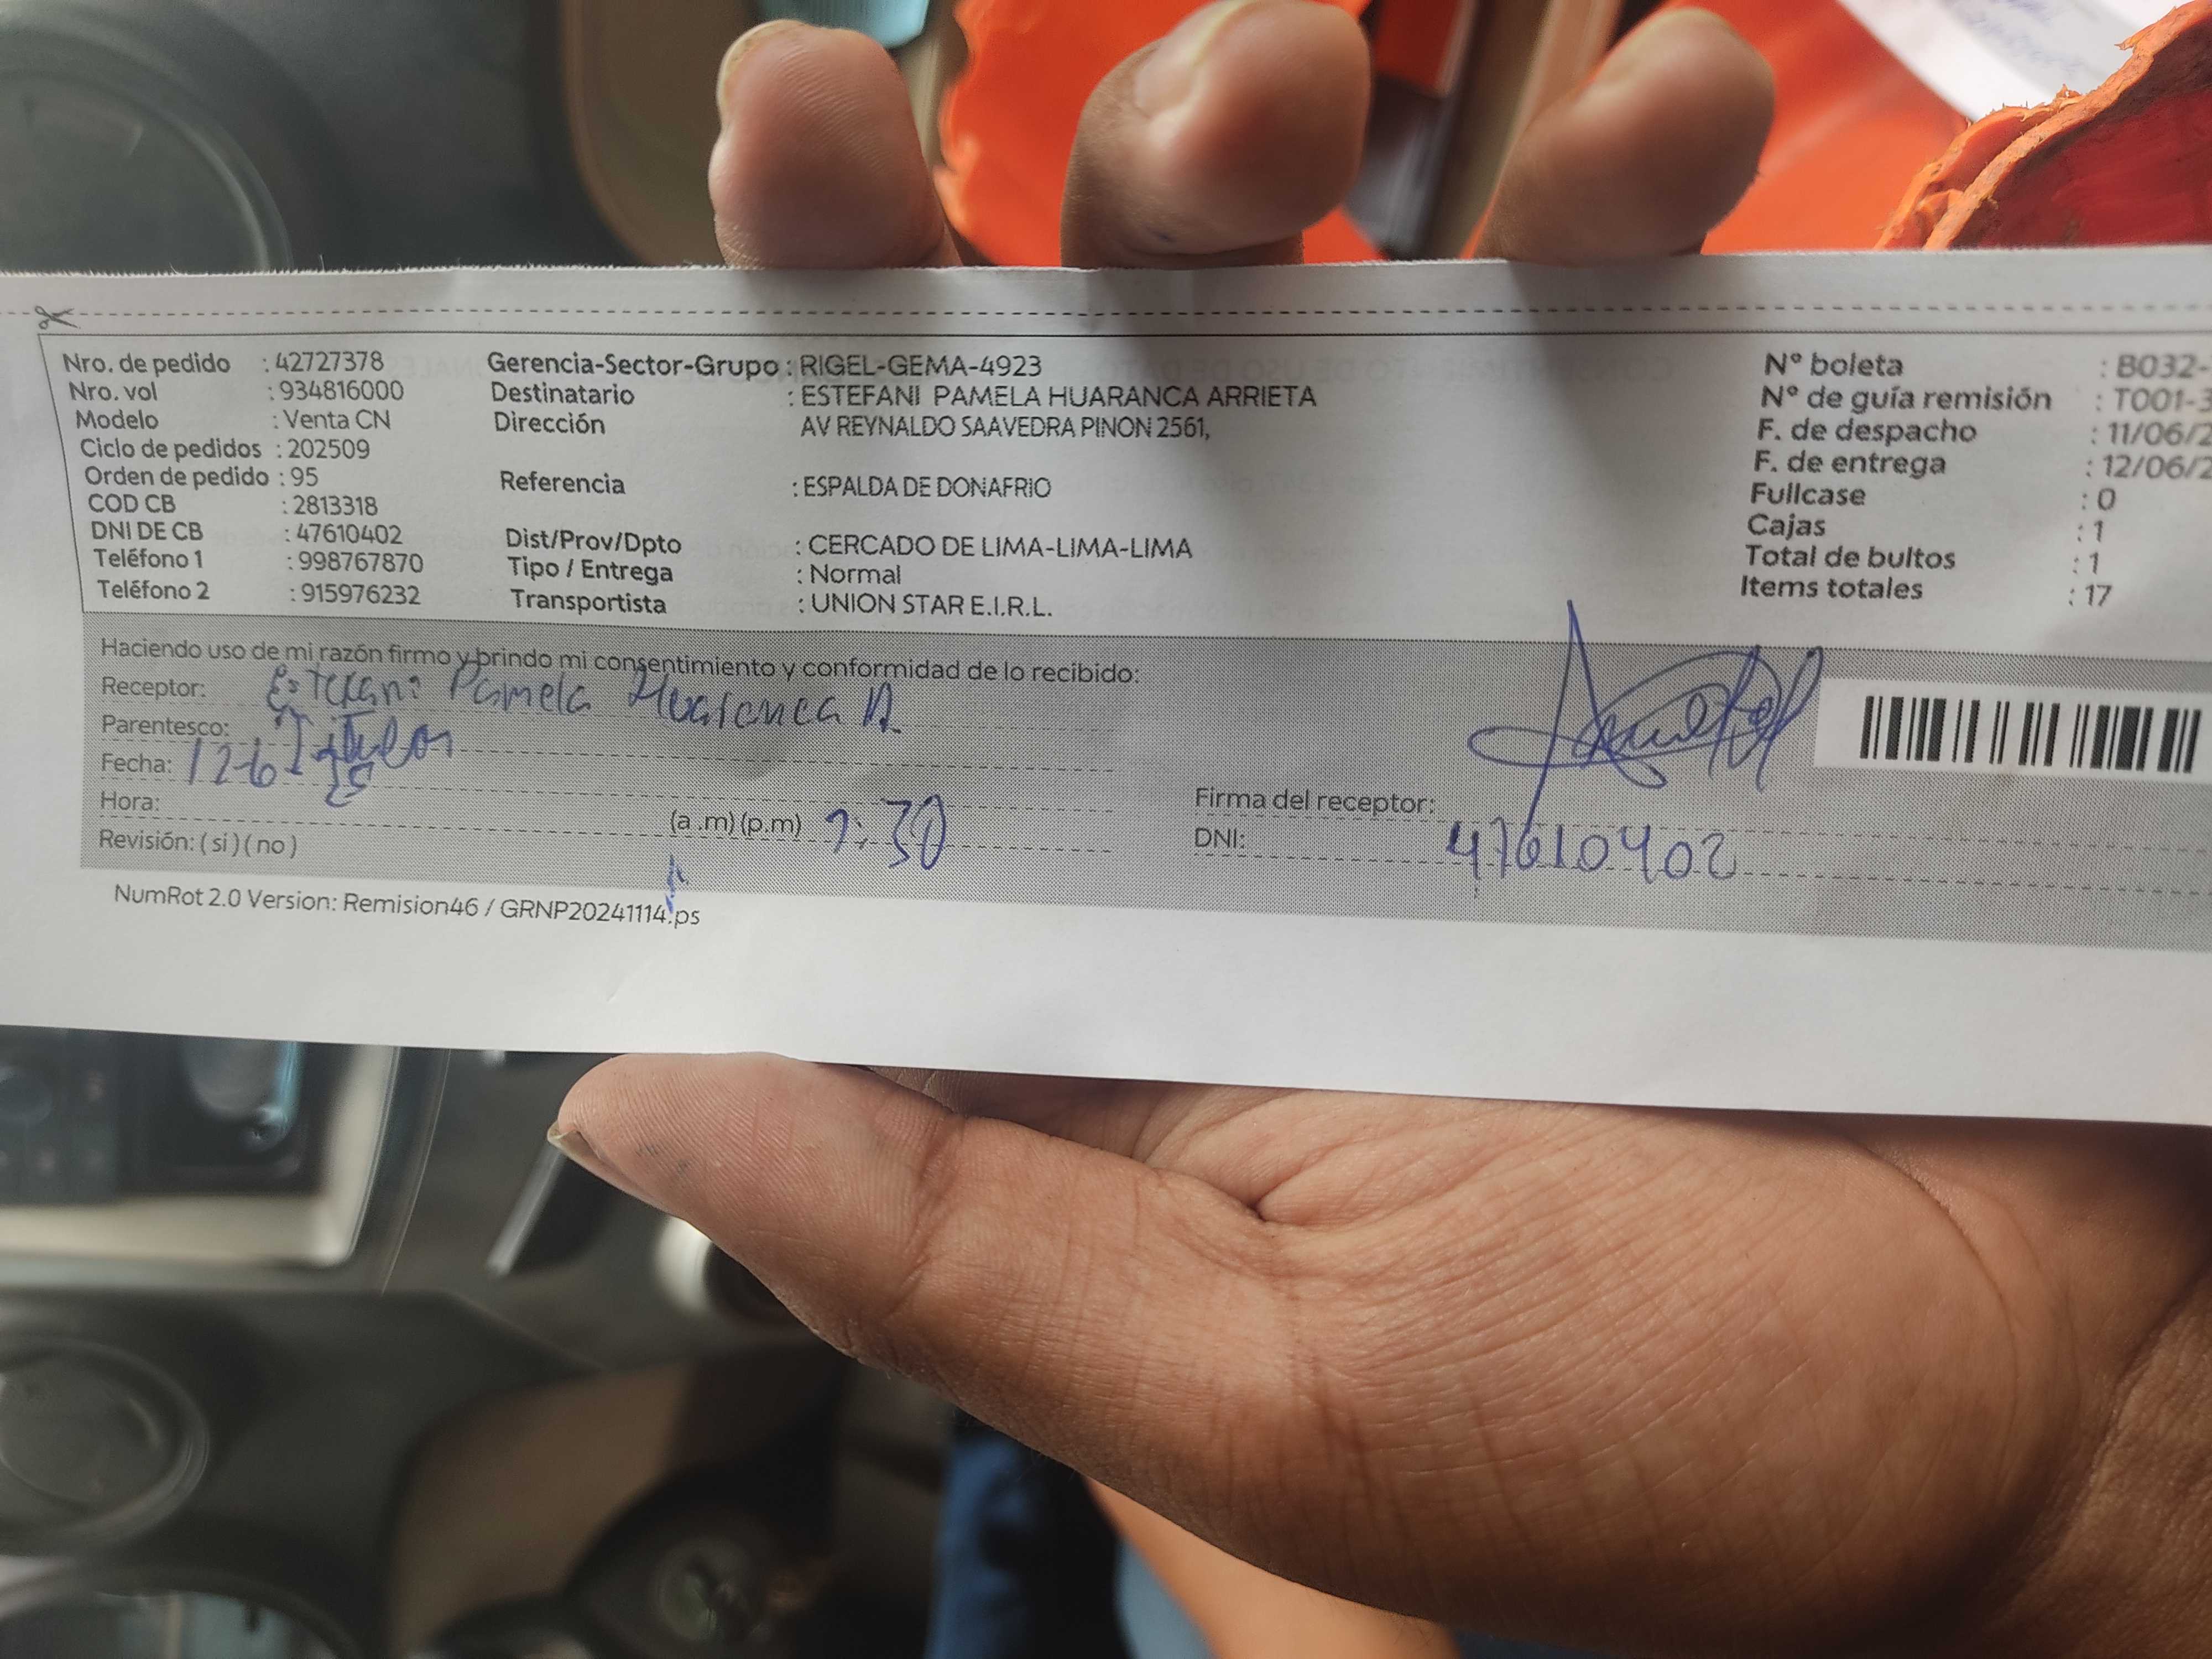 Nro. de pedido : 42727378
Nro. vol : 934816000
Modelo : Venta CN
Ciclo de pedidos : 202509
Orden de pedido : 95
COD CB : 2813318
DNI DE CB : 47610402
Teléfono 1 : 998767870
Teléfono 2 : 915976232
Gerencia-Sector-Grupo : RIGEL-GEMA-4923
Destinatario : ESTEFANI PAMELA HUARANCA ARRIETA
Dirección AV REYNALDO SAAVEDRA PINON 2561,
Referencia : ESPALDA DE DONAFRIO
Dist/Prov/Dpto : CERCADO DE LIMA-LIMA-LIMA
Tipo / Entrega : Normal
Transportista : UNION STAR E.I.R.L.
N° boleta : B032-
N° de guía remisión : T001-3
F. de despacho : 11/06/2
F. de entrega : 12/06/2
Fullcase : 0
Cajas : 1
Total de bultos : 1
Items totales : 17
Haciendo uso de mi razón firmo y brindo mi consentimiento y conformidad de lo recibido:
Receptor: Estefani Pamela Huaranca A
Parentesco: Titular
Fecha: 12-6-25
Hora: (a .m) (p.m) 1:30
Revisión: ( si ) ( no )
Firma del receptor:
DNI: 47610402
NumRot 2.0 Version: Remision46 / GRNP20241114.ps